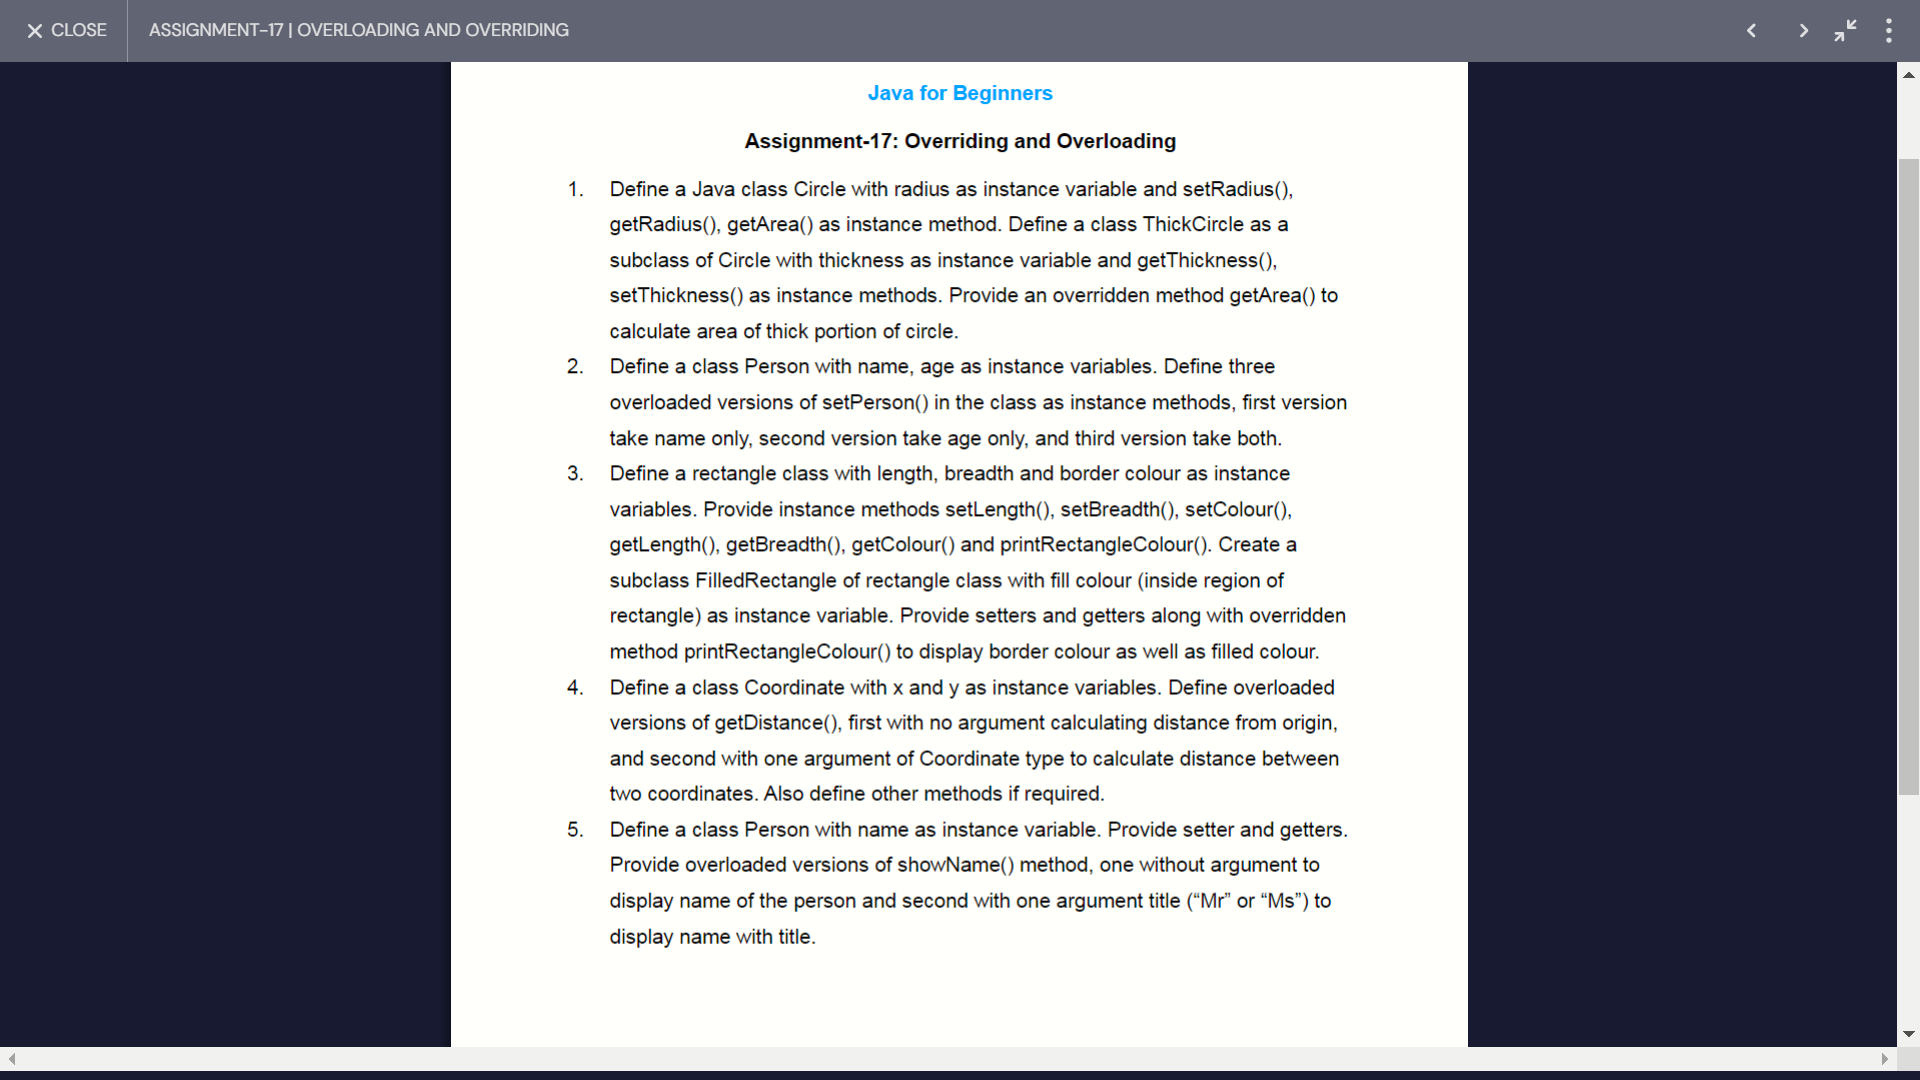 CLOSE
ASSIGNMENT-17 | OVERLOADING AND OVERRIDING
Java for Beginners
Assignment-17: Overriding and Overloading
1. Define a Java class Circle with radius as instance variable and setRadius(),
getRadius(), getArea() as instance method. Define a class ThickCircle as a
subclass of Circle with thickness as instance variable and getThickness(),
setThickness() as instance methods. Provide an overridden method getArea() to
calculate area of thick portion of circle.
2. Define a class Person with name, age as instance variables. Define three
overloaded versions of setPerson() in the class as instance methods, first version
take name only, second version take age only, and third version take both.
3. Define a rectangle class with length, breadth and border colour as instance
variables. Provide instance methods setLength(), setBreadth(), setColour(),
getLength(), getBreadth(), getColour() and printRectangleColour(). Create a
subclass FilledRectangle of rectangle class with fill colour (inside region of
rectangle) as instance variable. Provide setters and getters along with overridden
method printRectangleColour() to display border colour as well as filled colour.
4. Define a class Coordinate with x and y as instance variables. Define overloaded
versions of getDistance(), first with no argument calculating distance from origin,
and second with one argument of Coordinate type to calculate distance between
two coordinates. Also define other methods if required.
5. Define a class Person with name as instance variable. Provide setter and getters.
Provide overloaded versions of showName() method, one without argument to
display name of the person and second with one argument title (“Mr” or “Ms”) to
display name with title.